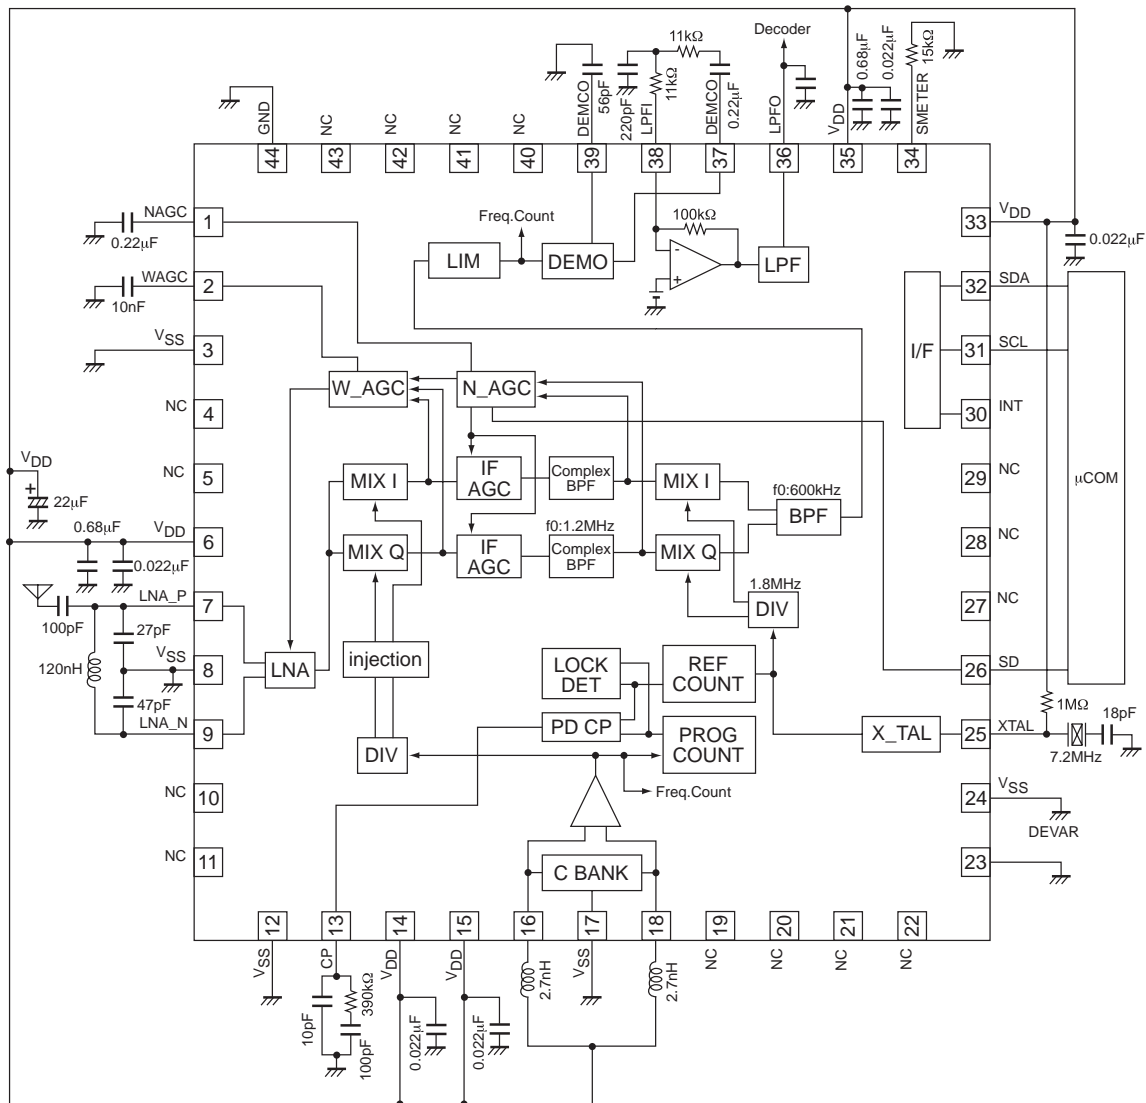 Decoder
11kΩ
11kΩ
DEMCO
56pF
220pF
LPFI
DEMCO
0.22μF
LPFO
VDD
0.68μF
0.022μF
SMETER
15kΩ
GND
NC
NC
NC
NC
44
43
42
41
40
39
38
37
36
35
34
NAGC
1
0.22μF
WAGC
2
10nF
VSS
3
NC
4
NC
5
VDD
+
22μF
0.68μF
VDD
6
0.022μF
LNA_P
7
100pF
27pF
VSS
8
120nH
47pF
LNA_N
9
NC
10
NC
11
Freq.Count
LIM
DEMO
100kΩ
-
+
LPF
W_AGC
N_AGC
MIX I
IF
AGC
Complex
BPF
MIX I
f0:600kHz
BPF
f0:1.2MHz
MIX Q
IF
AGC
Complex
BPF
MIX Q
1.8MHz
DIV
LNA
injection
LOCK
DET
REF
COUNT
PD CP
PROG
COUNT
X_TAL
DIV
Freq.Count
C BANK
I/F
33
VDD
0.022μF
32
SDA
31
SCL
30
INT
29
NC
μCOM
28
NC
27
NC
26
SD
1MΩ
18pF
25
XTAL
7.2MHz
24
VSS
DEVAR
23
12
13
14
15
16
17
18
19
20
21
22
VSS
CP
VDD
VDD
2.7nH
VSS
2.7nH
NC
NC
NC
NC
10pF
390kΩ
100pF
0.022μF
0.022μF